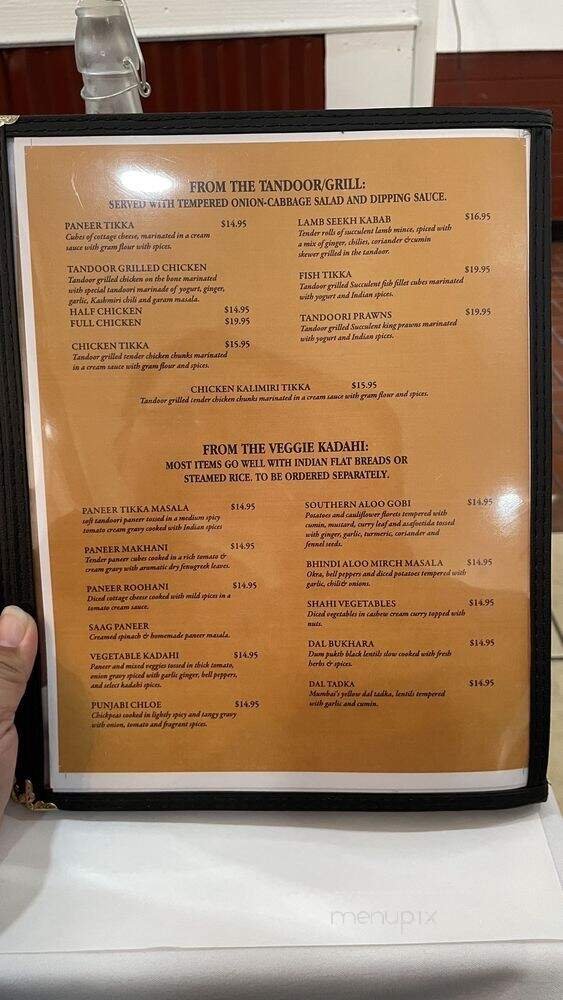 FROM THE TANDOOR/GRILL:
SERVED WITH TEMPERED ONION-CABBAGE SALAD AND DIPPING SAUCE.
PANEER TIKKA $14.95
Cubes of cottage cheese, marinated in a cream
sauce with gram flour with spices.
TANDOOR GRILLED CHICKEN
Tandoor grilled chicken on the bone marinated
with special tandoori marinade of yogurt, ginger,
garlic, Kashmiri chili and garam masala.
HALF CHICKEN $14.95
FULL CHICKEN $19.95
CHICKEN TIKKA $15.95
Tandoor grilled tender chicken chunks marinated
in a cream sauce with gram flour and spices.
LAMB SEEKH KABAB $16.95
Tender rolls of succulent lamb mince, spiced with
a mix of ginger, chilies, coriander &cumin
skewer grilled in the tandoor.
FISH TIKKA $19.95
Tandoor grilled Succulent fish fillet cubes marinated
with yogurt and Indian spices.
TANDOORI PRAWNS $19.95
Tandoor grilled Succulent king prawns marinated
with yogurt and Indian spices.
CHICKEN KALIMIRI TIKKA $15.95
Tandoor grilled tender chicken chunks marinated in a cream sauce with gram flour and spices.
FROM THE VEGGIE KADAHI:
MOST ITEMS GO WELL WITH INDIAN FLAT BREADS OR
STEAMED RICE. TO BE ORDERED SEPARATELY.
PANEER TIKKA MASALA $14.95
soft tandoori paneer tossed in a medium spicy
tomato cream gravy cooked with Indian spices
PANEER MAKHANI $14.95
Tender paneer cubes cooked in a rich tomato &
cream gravy with aromatic dry fenugreek leaves.
PANEER ROOHANI $14.95
Diced cottage cheese cooked with mild spices in a
tomato cream sauce.
SAAG PANEER
Creamed spinach & homemade paneer masala.
VEGETABLE KADAHI $14.95
Paneer and mixed veggies tossed in thick tomato,
onion gravy spiced with garlic ginger, bell peppers,
and select kadahi spices.
PUNJABI CHLOE $14.95
Chickpeas cooked in lightly spicy and tangy gravy
with onion, tomato and fragrant spices.
SOUTHERN ALOO GOBI $14.95
Potatoes and cauliflower florets tempered with
cumin, mustard, curry leaf and asafoetida tossed
with ginger, garlic, turmeric, coriander and
fennel seeds.
BHINDI ALOO MIRCH MASALA $14.95
Okra, bell peppers and diced potatoes tempered with
garlic, chili& onions.
SHAHI VEGETABLES $14.95
Diced vegetables in cashew cream curry topped with
nuts.
DAL BUKHARA $14.95
Dum pukth black lentils slow cooked with fresh
herbs & spices.
DAL TADKA $14.95
Mumbai's yellow dal tadka, lentils tempered
with garlic and cumin.
menupix